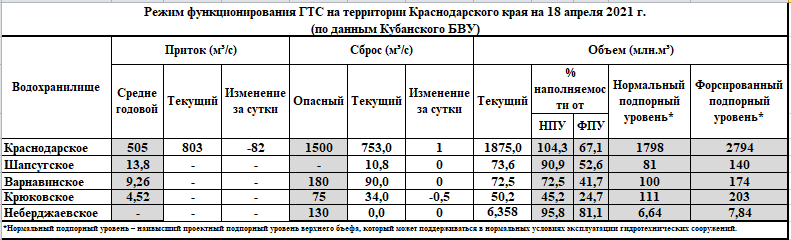 Режим функционирования ГТС на территории Краснодарского края на 18 апреля 2021 г.
(по данным Кубанского БВУ)
Водохранилище Приток (м³/с) Сброс (м³/с) Объем (млн.м³)
Средне годовой Текущий Изменение за сутки Опасный Текущий Изменение за сутки Текущий % наполняемос ти от Нормальный подпорный уровень* Форсированный подпорный уровень*
НПУ ФПУ
Краснодарское 505 803 -82 1500 753,0 1 1875,0 104,3 67,1 1798 2794
Шапсугское 13,8 - - - 10,8 0 73,6 90,9 52,6 81 140
Варнавинское 9,26 - - 180 90,0 0 72,5 72,5 41,7 100 174
Крюковское 4,52 - - 75 34,0 -0,5 50,2 45,2 24,7 111 203
Неберджаевское - - - 130 0,0 0 6,358 95,8 81,1 6,64 7,84
*Нормальный подпорный уровень – наивысший проектный подпорный уровень верхнего бьефа, который может поддерживаться в нормальных условиях эксплуатации гидротехнических сооружений.